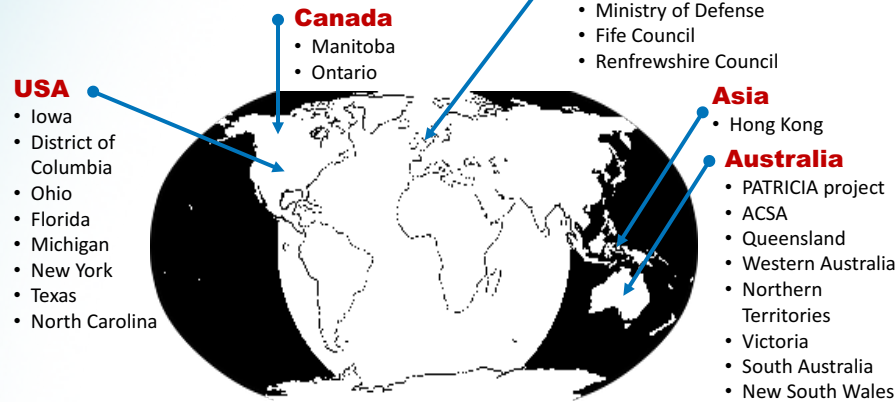 Canada
• Manitoba
• Ontario
• Ministry of Defense
• Fife Council
• Renfrewshire Council
USA
• Iowa
• District of
Columbia
• Ohio
• Florida
• Michigan
• New York
• Texas
• North Carolina
Asia
• Hong Kong
Australia
• PATRICIA project
• ACSA
• Queensland
• Western Australia
• Northern
Territories
• Victoria
• South Australia
• New South Wales